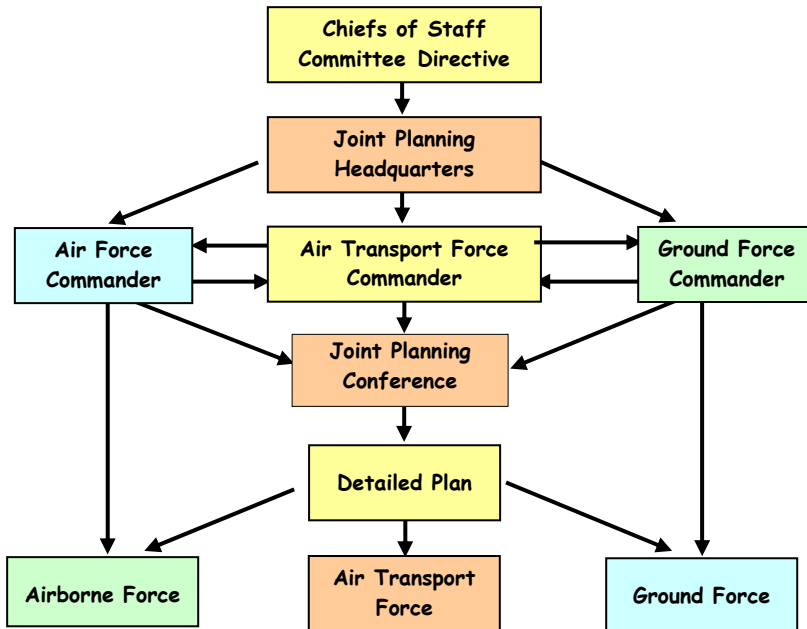 Chiefs of Staff
Committee Directive
Joint Planning
Headquarters
Air Force
Commander
Air Transport Force
Commander
Ground Force
Commander
Joint Planning
Conference
Detailed Plan
Airborne Force
Air Transport
Force
Ground Force